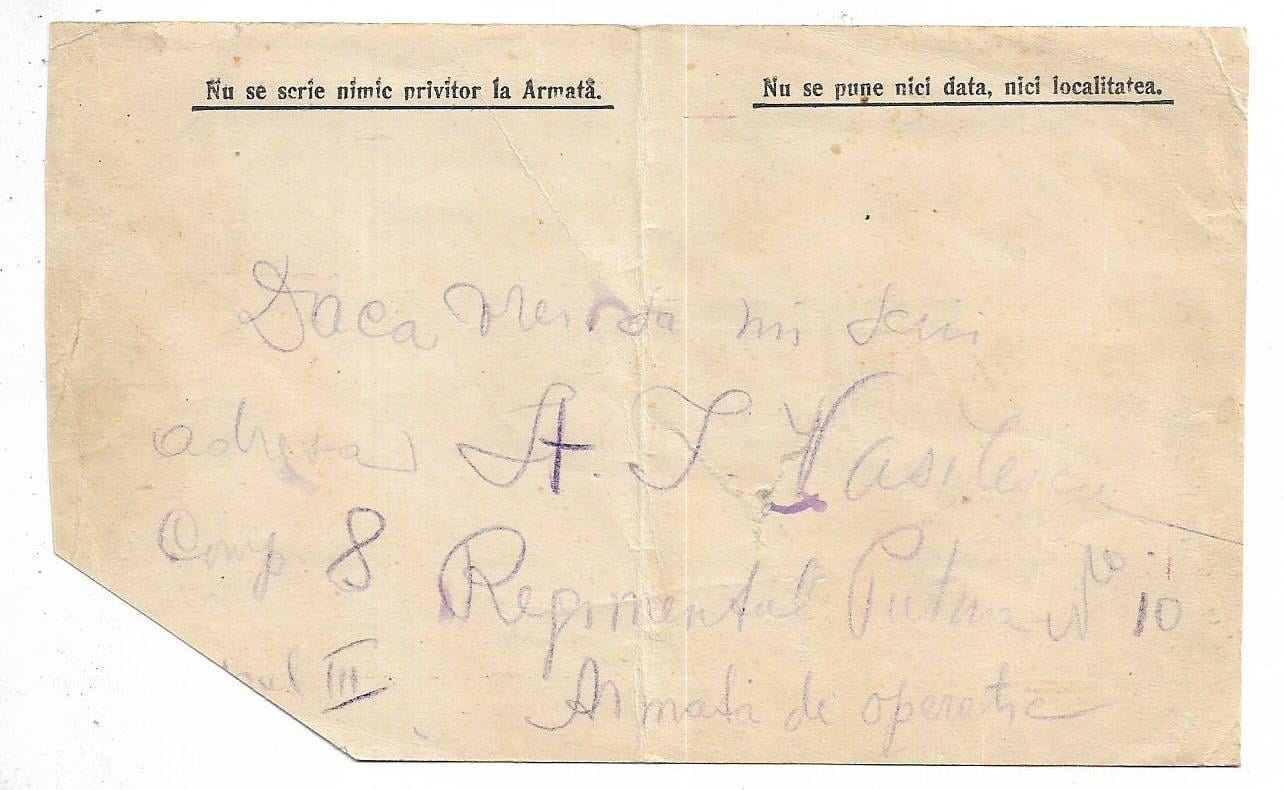 Nu se scrie nimic privitor la Armată.
Nu se pune nici data, nici localitatea.
Daca vrei sa mi scii
adresa A. I. Vasilescu
Comp 8 Regimentul Putna No 10
III Armata de operatie